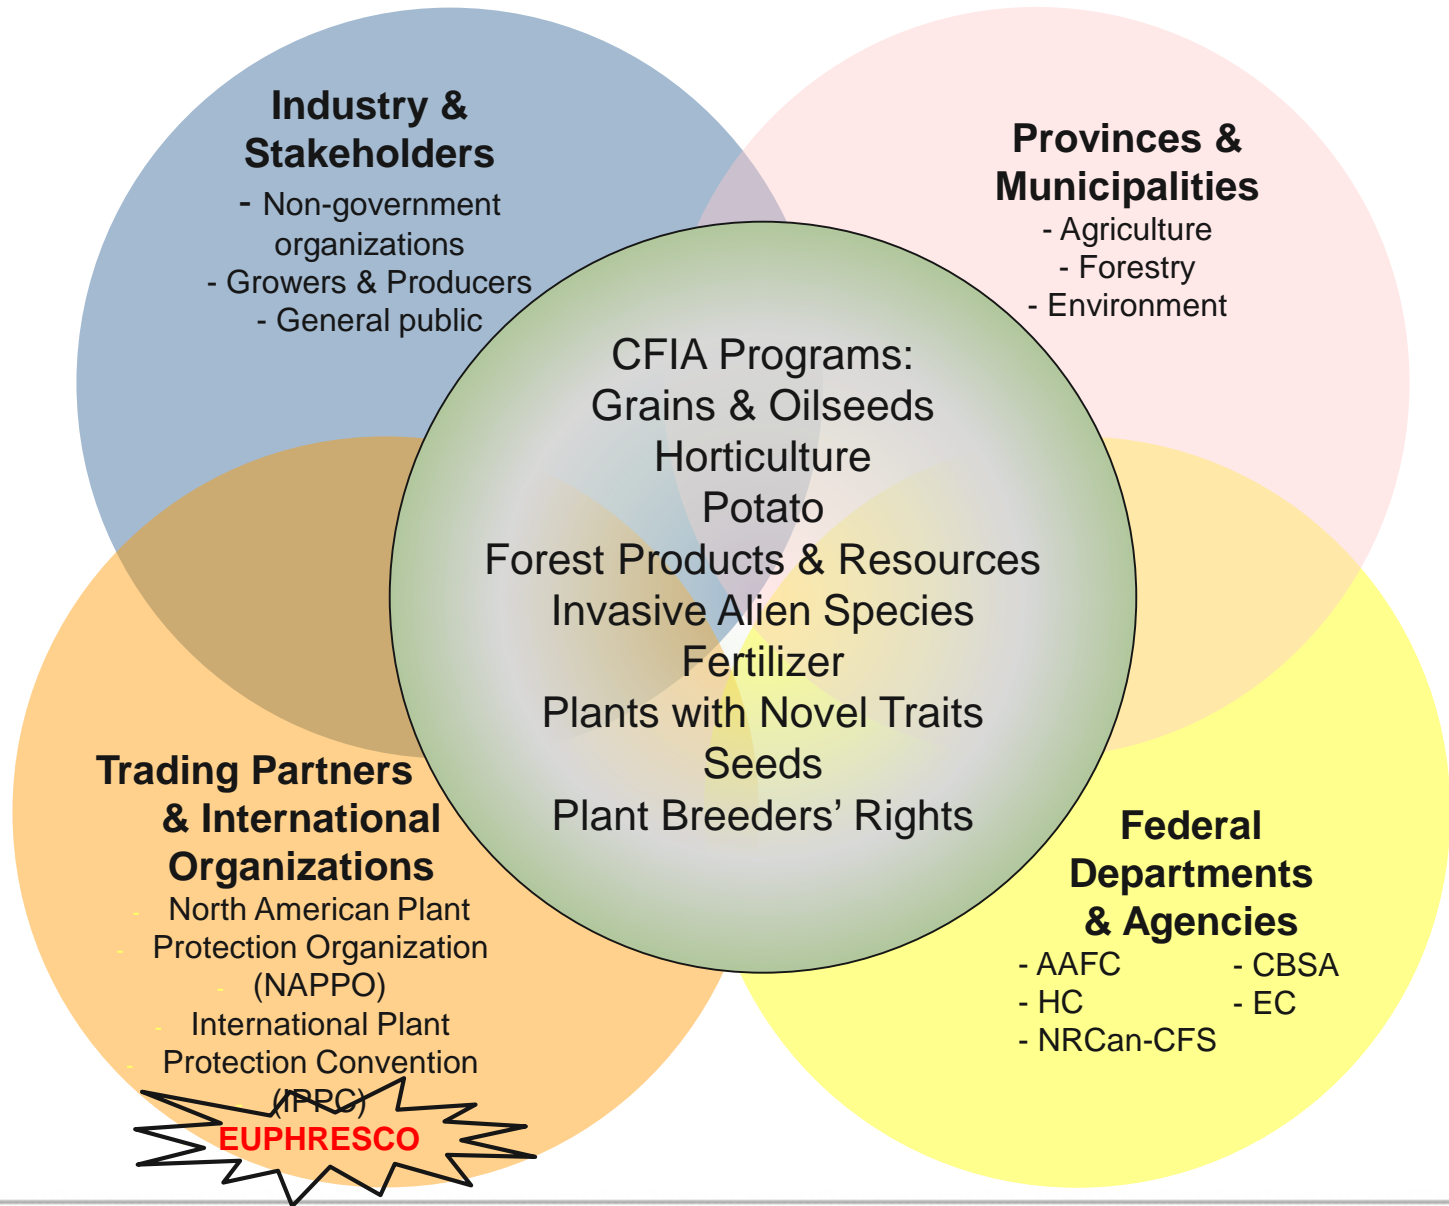 Industry &
Stakeholders
- Non-government
organizations
- Growers & Producers
- General public
Provinces &
Municipalities
- Agriculture
- Forestry
- Environment
CFIA Programs:
Grains & Oilseeds
Horticulture
Potato
Forest Products & Resources
Invasive Alien Species
Fertilizer
Plants with Novel Traits
Seeds
Plant Breeders’ Rights
Trading Partners
& International
Organizations
- North American Plant
- Protection Organization
- (NAPPO)
- International Plant
- Protection Convention
- (IPPC)
EUPHRESCO
Federal
Departments
& Agencies
- AAFC - CBSA
- HC - EC
- NRCan-CFS